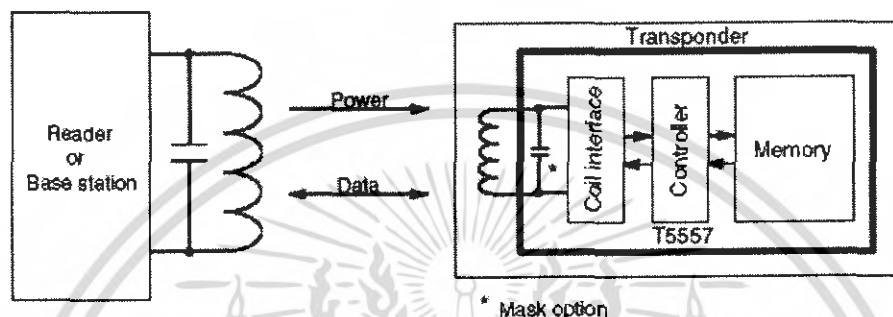 Reader
or
Base station
Power
Data
Transponder
Coil interface
Controller
Memory
*
T5557
* Mask option